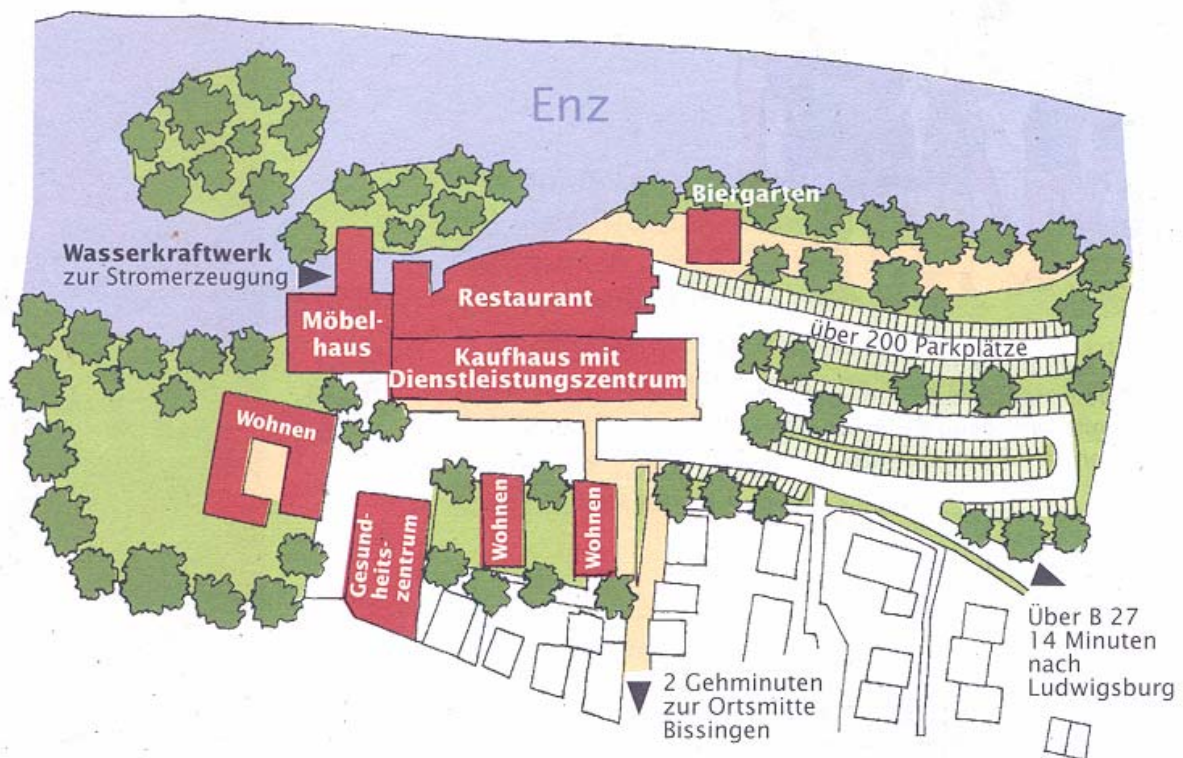 Enz
Biergarten
Wasserkraftwerk
zur Stromerzeugung
Restaurant
Möbel-
haus
über 200 Parkplätze
Kaufhaus mit
Dienstleistungszentrum
Wohnen
Wohnen
Wohnen
Gesund-
heits-
zentrum
Über B 27
14 Minuten
nach
Ludwigsburg
2 Gehminuten
zur Ortsmitte
Bissingen